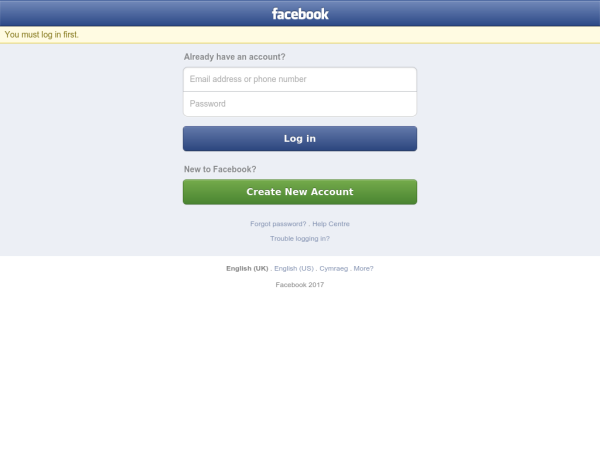 facebook
You must log in first.
Already have an account?
Email address or phone number
Password
Log in
New to Facebook?
Create New Account
Forgot password? . Help Centre
Trouble logging in?
English (UK) . English (US) . Cymraeg . More?
Facebook 2017